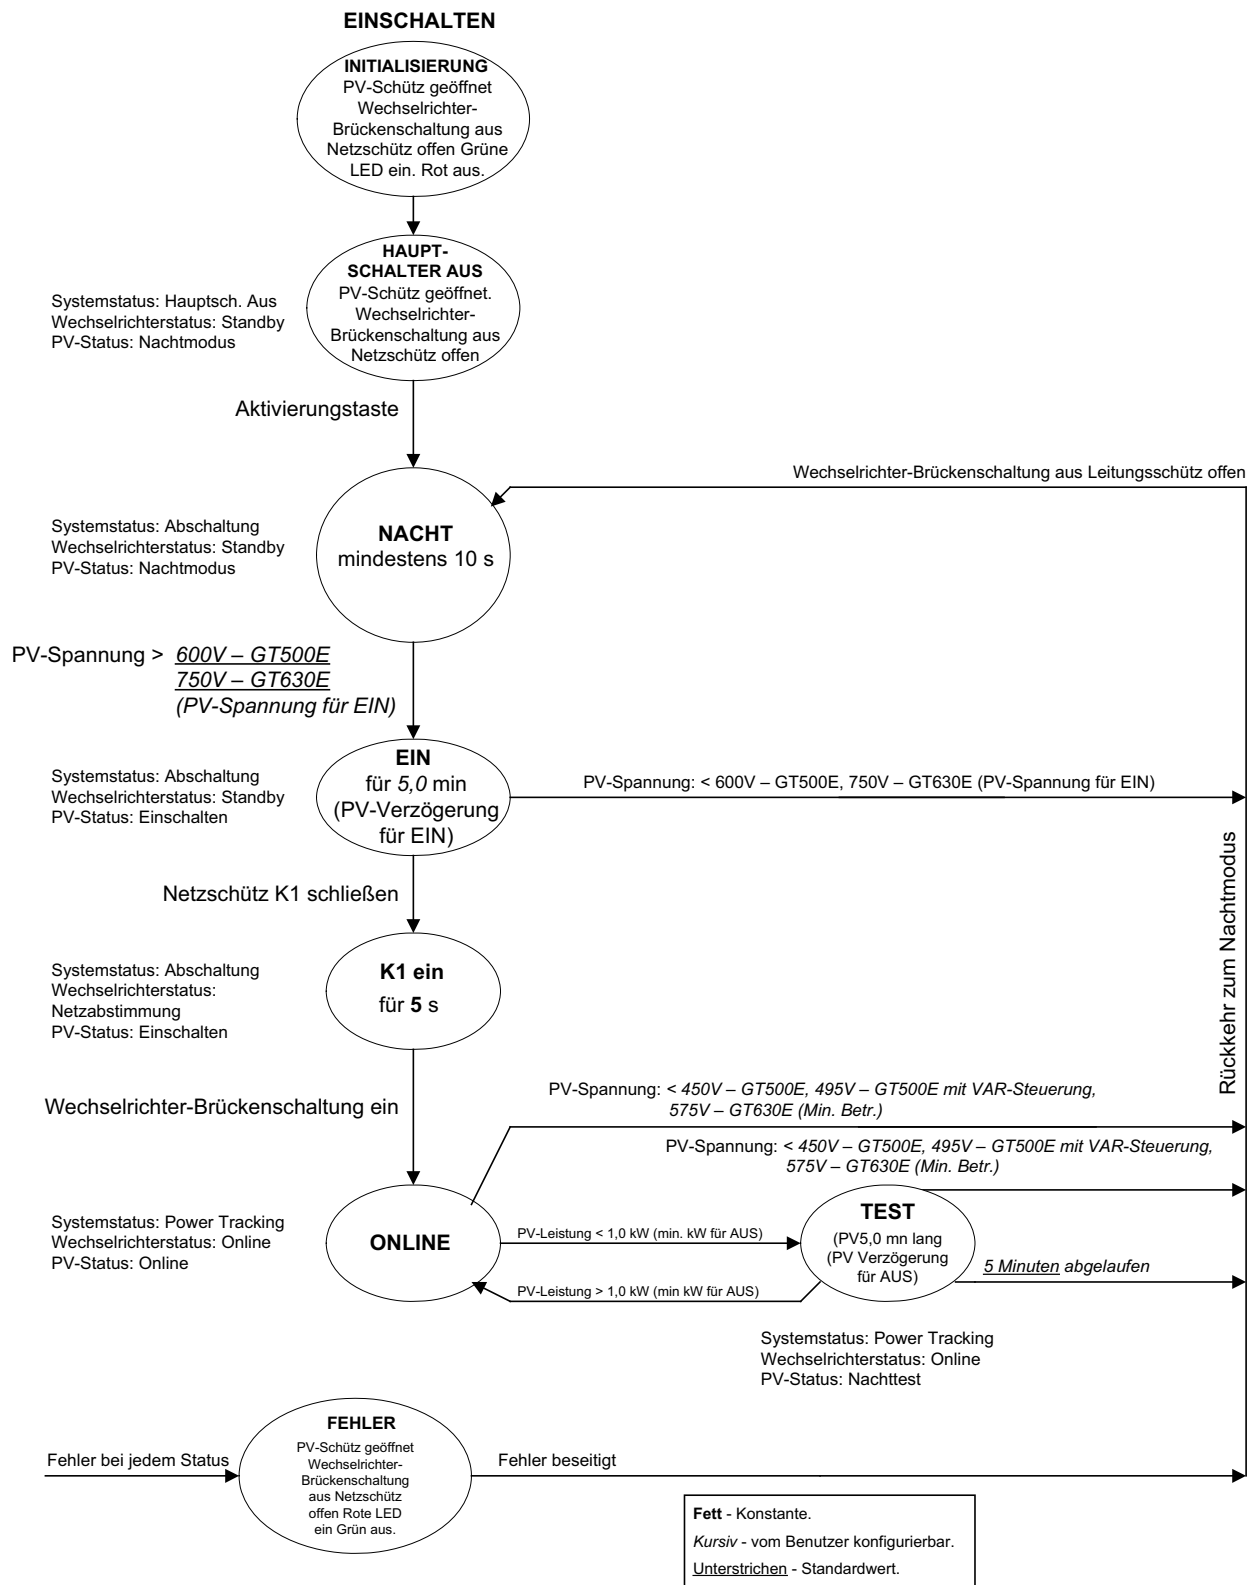 EINSCHALTEN
INITIALISIERUNG
PV-Schütz geöffnet
Wechselrichter-
Brückenschaltung aus
Netzschütz offen Grüne
LED ein. Rot aus.
HAUPT-
SCHALTER AUS
PV-Schütz geöffnet.
Wechselrichter-
Brückenschaltung aus
Netzschütz offen
Systemstatus: Hauptsch. Aus
Wechselrichterstatus: Standby
PV-Status: Nachtmodus
Aktivierungstaste
Wechselrichter-Brückenschaltung aus Leitungsschütz offen
NACHT
mindestens 10 s
Systemstatus: Abschaltung
Wechselrichterstatus: Standby
PV-Status: Nachtmodus
PV-Spannung > 600V – GT500E
750V – GT630E
(PV-Spannung für EIN)
EIN
für 5,0 min
(PV-Verzögerung
für EIN)
Systemstatus: Abschaltung
Wechselrichterstatus: Standby
PV-Status: Einschalten
PV-Spannung: < 600V – GT500E, 750V – GT630E (PV-Spannung für EIN)
Netzschütz K1 schließen
Rückkehr zum Nachtmodus
K1 ein
für 5 s
Systemstatus: Abschaltung
Wechselrichterstatus:
Netzabstimmung
PV-Status: Einschalten
Wechselrichter-Brückenschaltung ein
PV-Spannung: < 450V – GT500E, 495V – GT500E mit VAR-Steuerung,
575V – GT630E (Min. Betr.)
PV-Spannung: < 450V – GT500E, 495V – GT500E mit VAR-Steuerung,
575V – GT630E (Min. Betr.)
Systemstatus: Power Tracking
Wechselrichterstatus: Online
PV-Status: Online
ONLINE
PV-Leistung < 1,0 kW (min. kW für AUS)
PV-Leistung > 1,0 kW (min kW für AUS)
TEST
(PV5,0 mn lang
(PV Verzögerung
für AUS)
5 Minuten abgelaufen
Systemstatus: Power Tracking
Wechselrichterstatus: Online
PV-Status: Nachttest
Fehler bei jedem Status
FEHLER
PV-Schütz geöffnet
Wechselrichter-
Brückenschaltung
aus Netzschütz
offen Rote LED
ein Grün aus.
Fehler beseitigt
Fett - Konstante.
Kursiv - vom Benutzer konfigurierbar.
Unterstrichen - Standardwert.